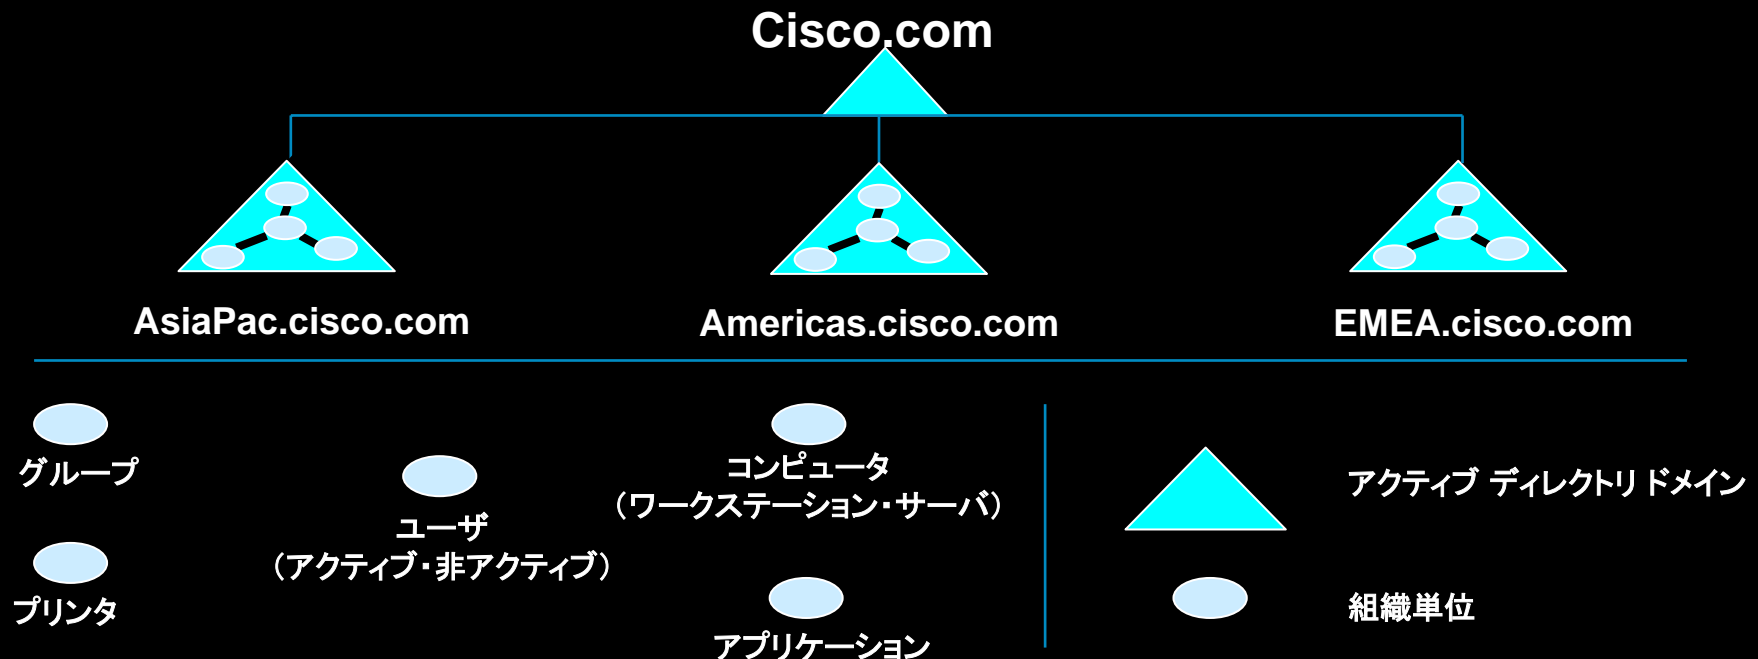 Cisco.com
AsiaPac.cisco.com
Americas.cisco.com
EMEA.cisco.com
グループ
プリンタ
ユーザ
（アクティブ・非アクティブ）
コンピュータ
（ワークステーション・サーバ）
アプリケーション
アクティブ ディレクトリ ドメイン
組織単位